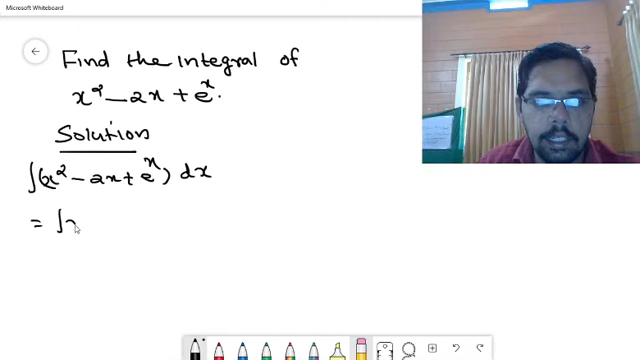 Microsoft Whiteboard
Find the integral of
x² - 2x + eˣ.
Solution
∫(x² - 2x + eˣ) dx
= ∫